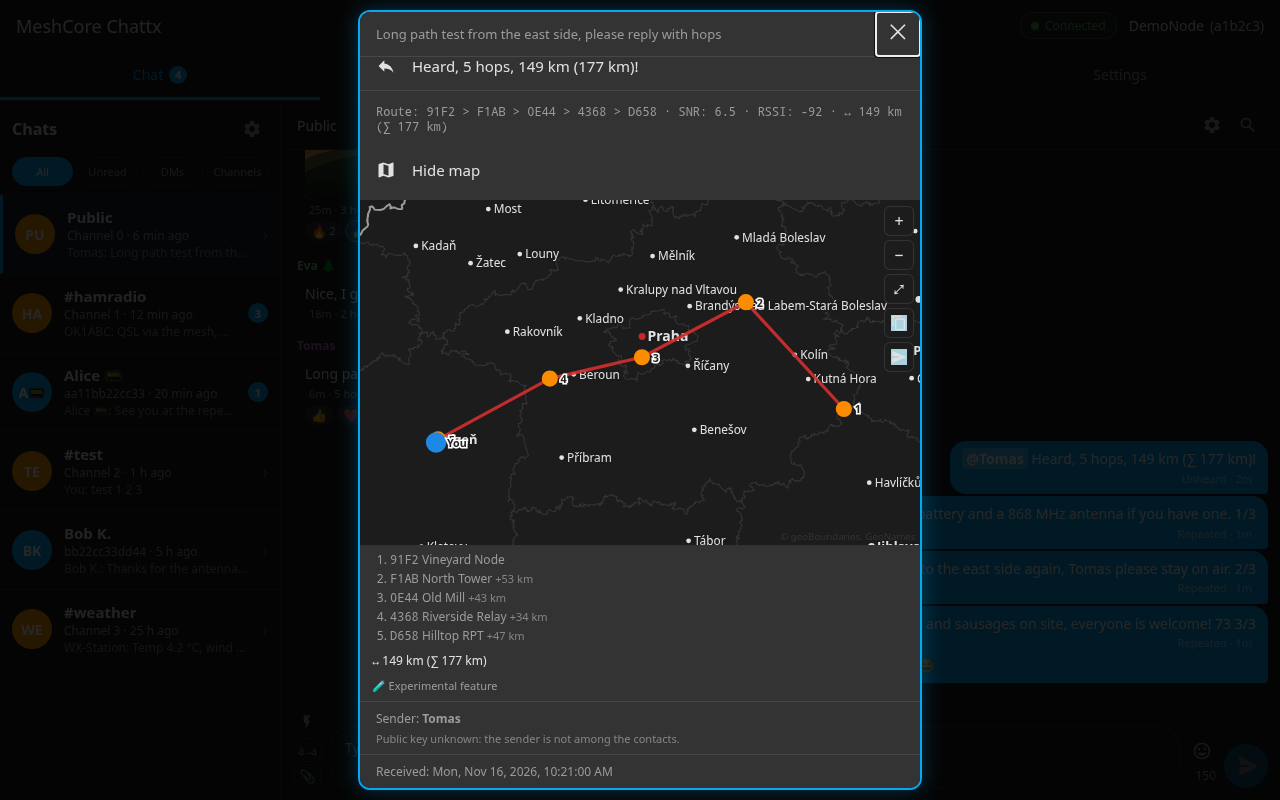 MeshCore Chattx
Connected
DemoNode (a1b2c3)
Chat 4
Settings
Chats
All
Unread
DMs
Channels
PU
Public
Channel 0 · 6 min ago
Tomas: Long path test from th...
HA
#hamradio
Channel 1 · 12 min ago
OK1ABC: QSL via the mesh, ...
3
Alice
aa11bb22cc33 · 20 min ago
Alice: See you at the repe...
1
TE
#test
Channel 2 · 1 h ago
You: test 1 2 3
BK
Bob K.
bb22cc33dd44 · 5 h ago
Bob K.: Thanks for the antenna...
WE
#weather
Channel 3 · 25 h ago
WX-Station: Temp 4.2 °C, wind ...
Public
Eva
Nice, I g
Tomas
Long pa
Long path test from the east side, please reply with hops
Heard, 5 hops, 149 km (177 km)!
Route: 91F2 > F1AB > 0E44 > 4368 > D658 · SNR: 6.5 · RSSI: -92 · ↔ 149 km
(∑ 177 km)
Hide map
Litoměřice
Most
Mladá Boleslav
Kadaň
Louny
Mělník
Žatec
Kralupy nad Vltavou
Labem-Stará Boleslav
2
Kladno
Rakovník
Praha
3
Říčany
Kolín
4
Beroun
Kutná Hora
1
You
Benešov
Příbram
Havlíčků
Tábor
© geoBoundaries, GeoNames
+
−
1. 91F2 Vineyard Node
2. F1AB North Tower +53 km
3. 0E44 Old Mill +43 km
4. 4368 Riverside Relay +34 km
5. D658 Hilltop RPT +47 km
↔ 149 km (∑ 177 km)
Experimental feature
Sender: Tomas
Public key unknown: the sender is not among the contacts.
Received: Mon, Nov 16, 2026, 10:21:00 AM
@Tomas Heard, 5 hops, 149 km (∑ 177 km)!
Unheard · 2m
attery and a 868 MHz antenna if you have one. 1/3
Repeated · 1m
to the east side again, Tomas please stay on air. 2/3
Repeated · 1m
and sausages on site, everyone is welcome! 73 3/3
Repeated · 1m
150